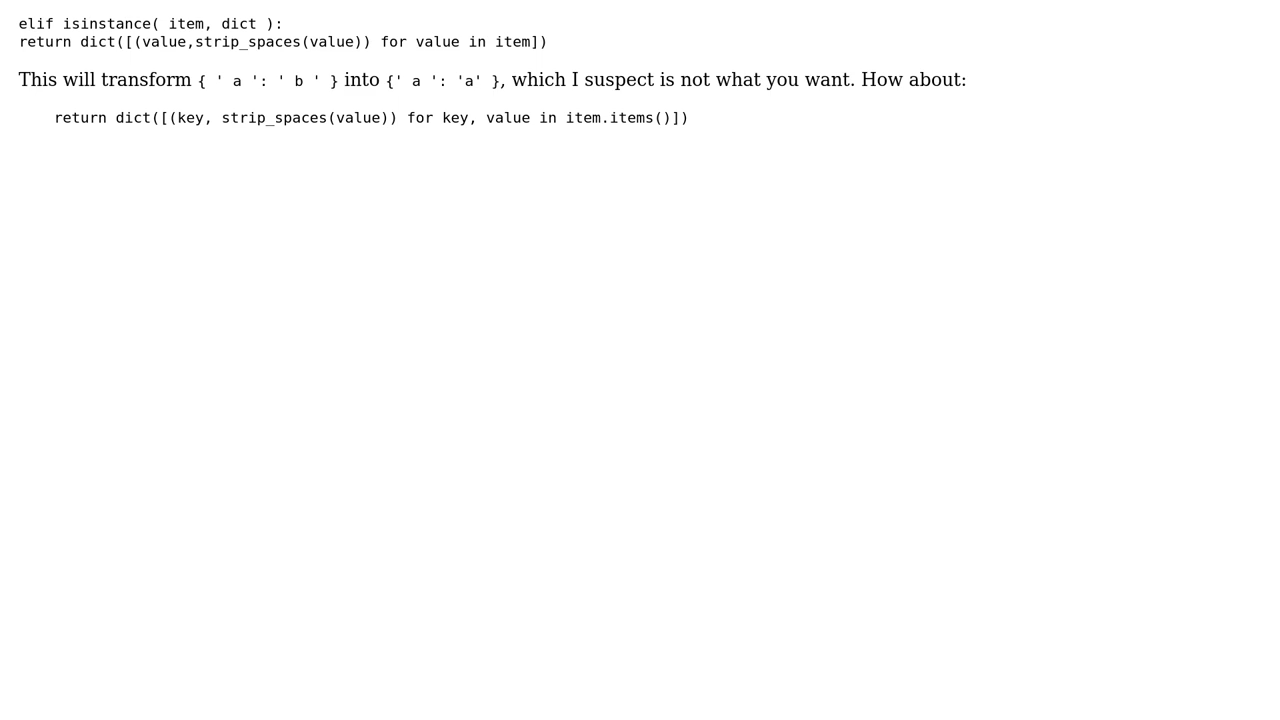 elif isinstance( item, dict ):
return dict([(value,strip_spaces(value)) for value in item])
This will transform { ' a ': ' b ' } into {' a ': 'a' }, which I suspect is not what you want. How about:
return dict([(key, strip_spaces(value)) for key, value in item.items()])